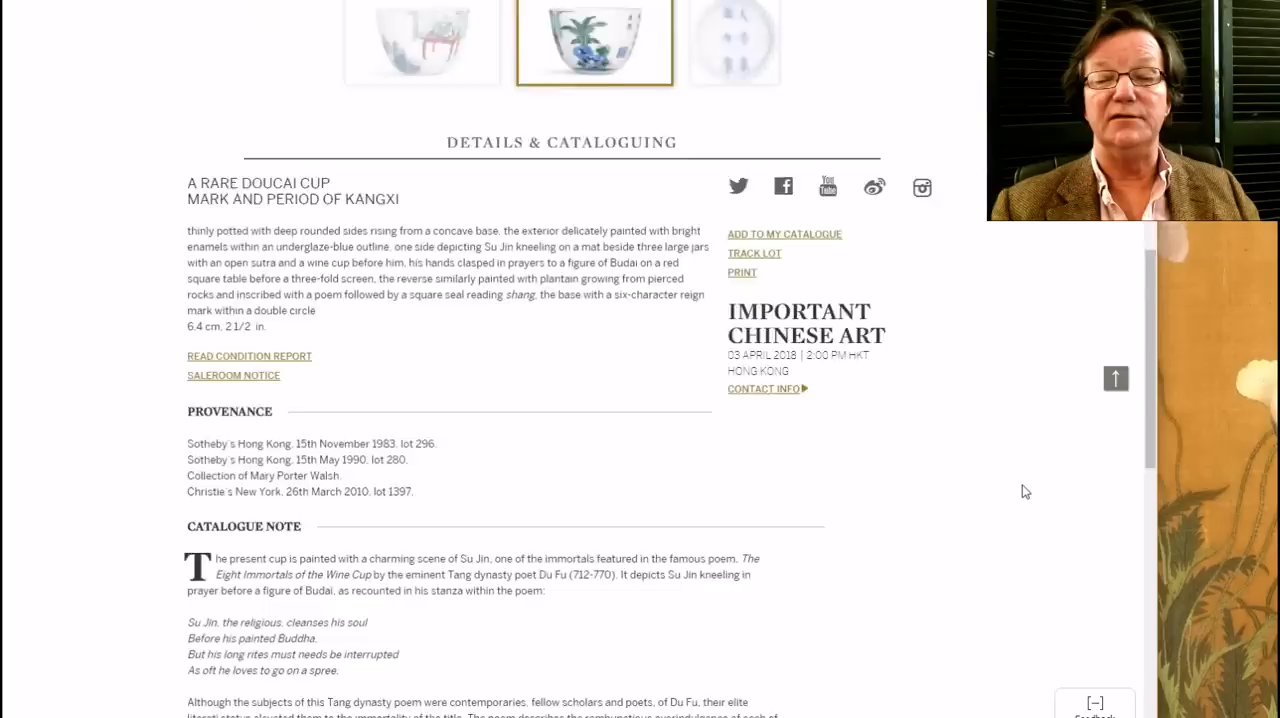 DETAILS & CATALOGUING
A RARE DOUCAI CUP
MARK AND PERIOD OF KANGXI
thinly potted with deep rounded sides rising from a concave base, the exterior delicately painted with bright
enamels within an underglaze-blue outline, one side depicting Su Jin kneeling on a mat beside three large jars
with an open sutra and a wine cup before him, his hands clasped in prayers to a figure of Budai on a red
square table before a three-fold screen, the reverse similarly painted with plantain growing from pierced
rocks and inscribed with a poem followed by a square seal reading shang, the base with a six-character reign
mark within a double circle
6.4 cm, 2 1/2 in.
READ CONDITION REPORT
SALEROOM NOTICE
PROVENANCE
Sotheby's Hong Kong, 15th November 1983, lot 296.
Sotheby's Hong Kong, 15th May 1990, lot 280.
Collection of Mary Porter Walsh.
Christie's New York, 26th March 2010, lot 1397.
CATALOGUE NOTE
The present cup is painted with a charming scene of Su Jin, one of the immortals featured in the famous poem, The
Eight Immortals of the Wine Cup by the eminent Tang dynasty poet Du Fu (712-770). It depicts Su Jin kneeling in
prayer before a figure of Budai, as recounted in his stanza within the poem:
Su Jin, the religious, cleanses his soul
Before his painted Buddha.
But his long rites must needs be interrupted
As oft he loves to go on a spree.
Although the subjects of this Tang dynasty poem were contemporaries, fellow scholars and poets, of Du Fu, their elite
You Tube
ADD TO MY CATALOGUE
TRACK LOT
PRINT
IMPORTANT
CHINESE ART
03 APRIL 2018 | 2:00 PM HKT
HONG KONG
CONTACT INFO